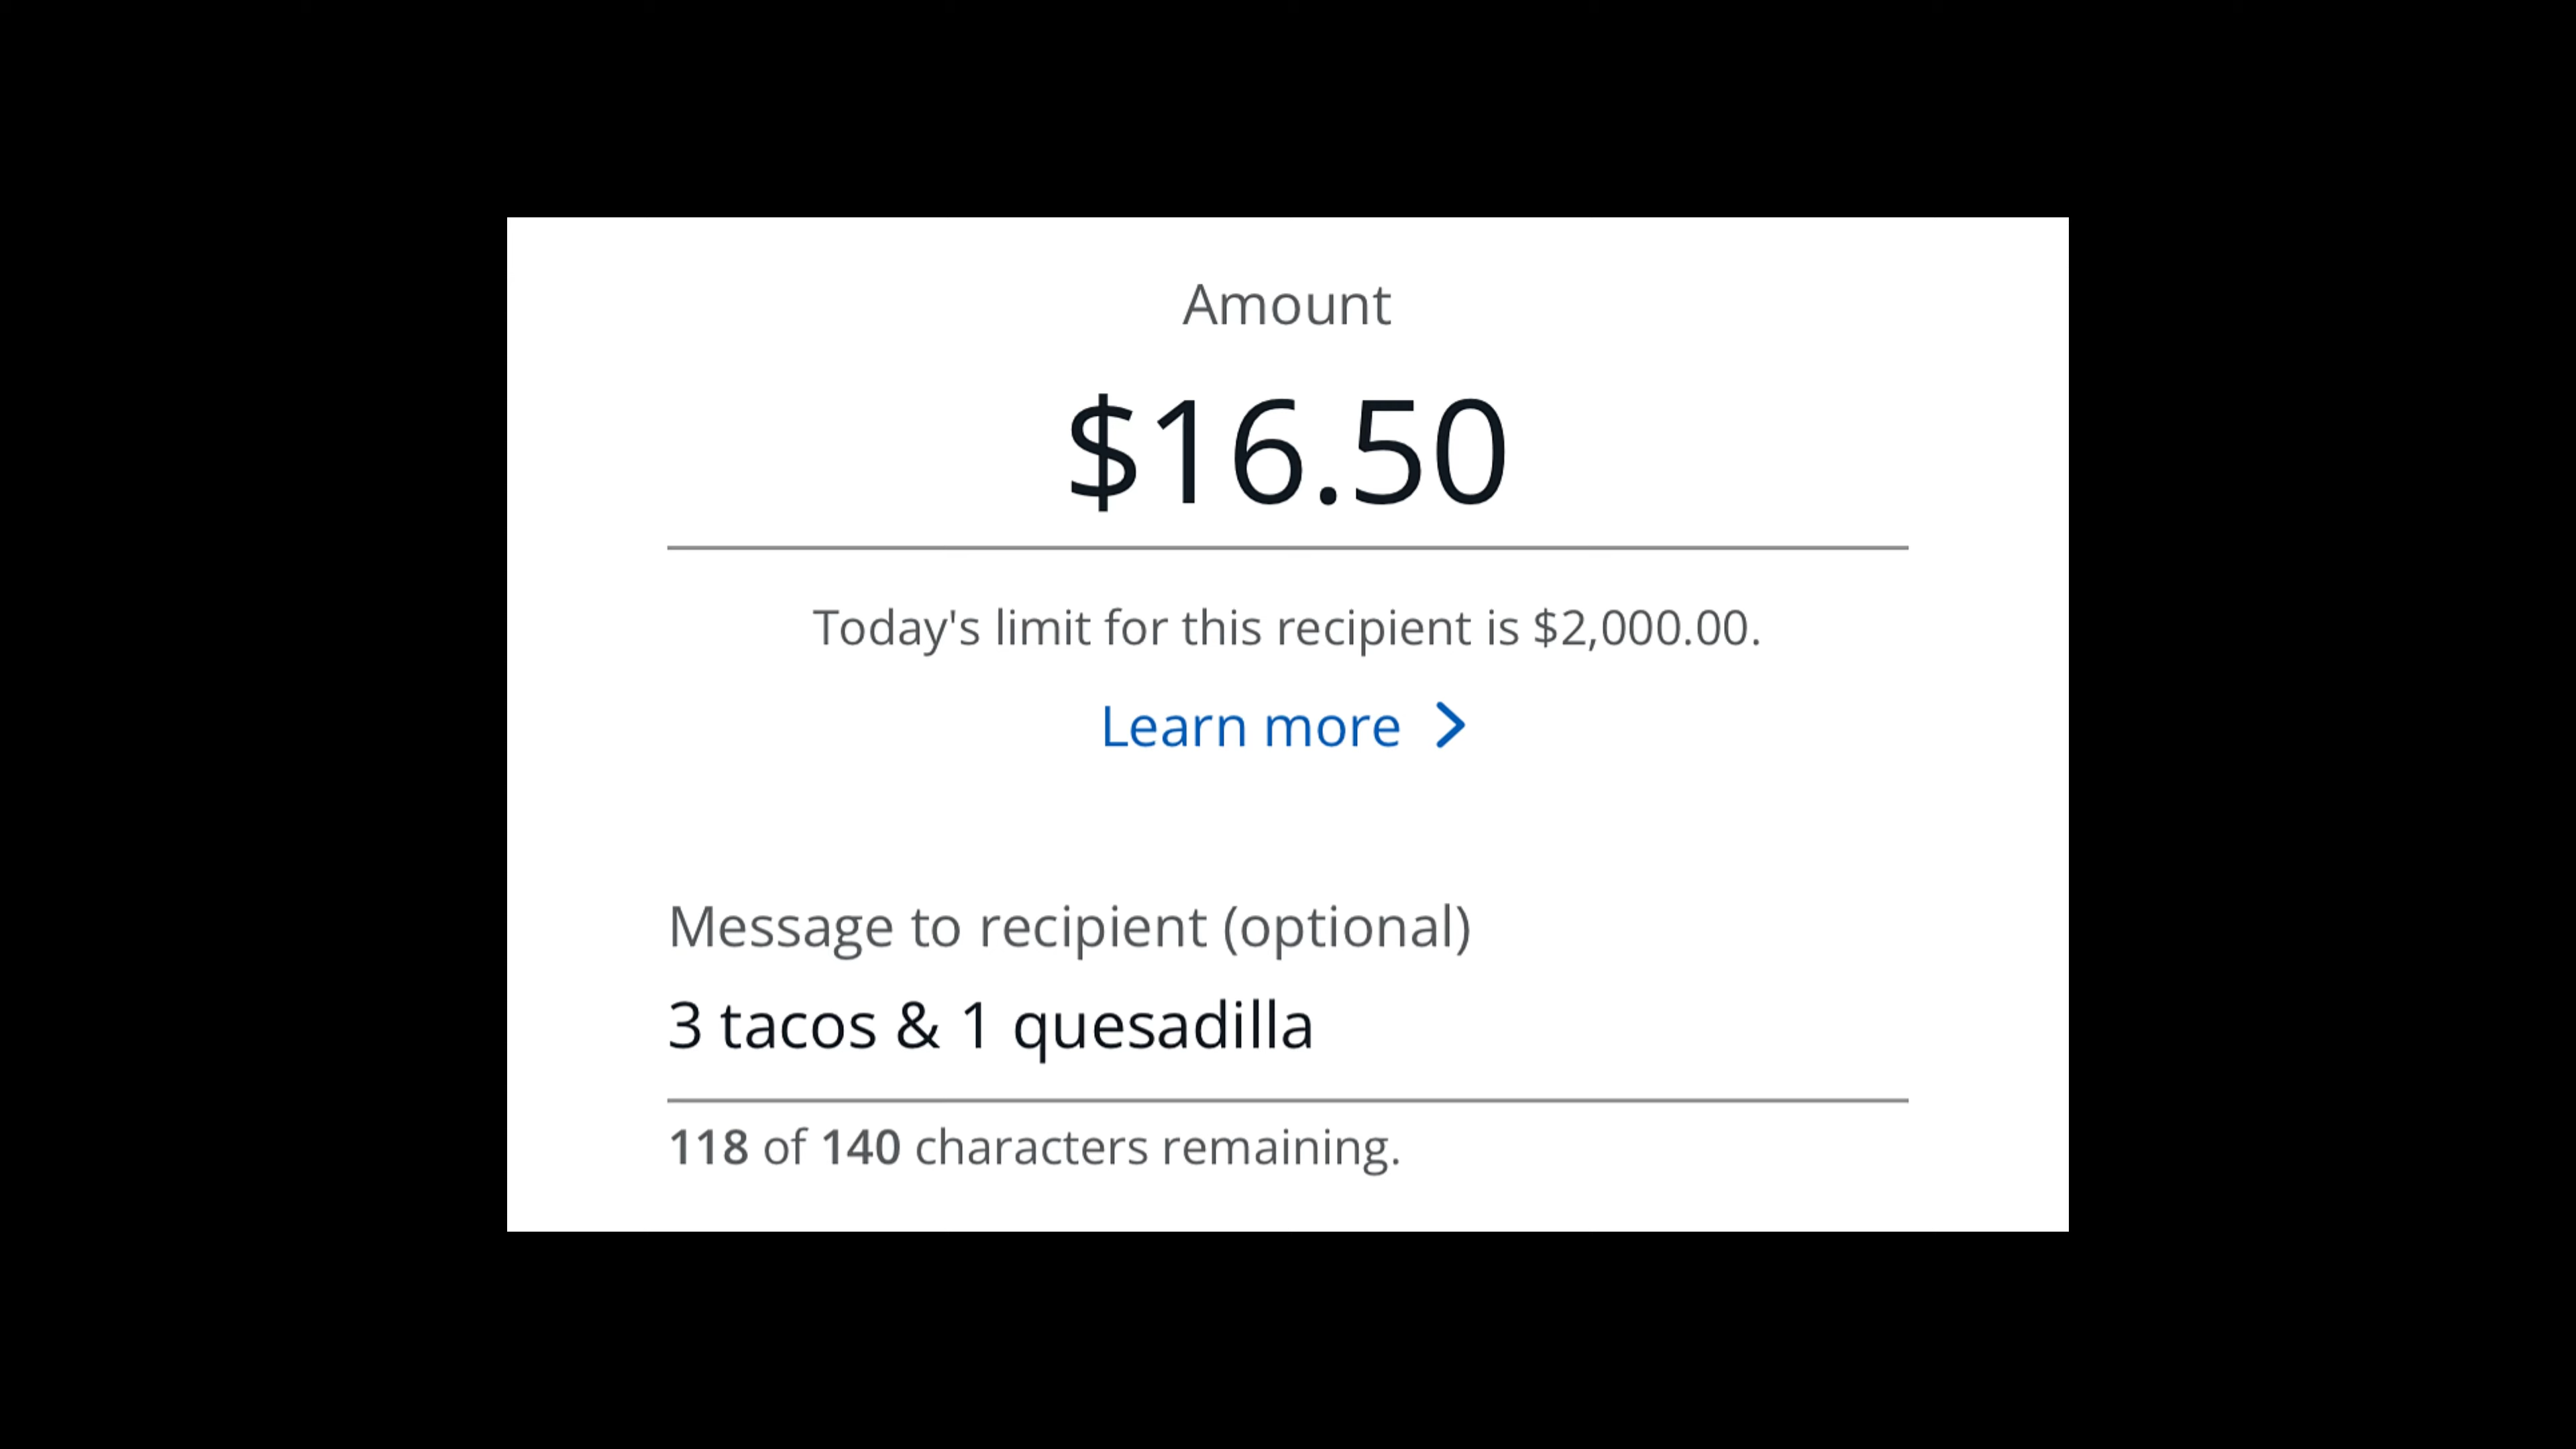 Amount
$16.50
Today's limit for this recipient is $2,000.00.
Learn more
Message to recipient (optional)
3 tacos & 1 quesadilla
118 of 140 characters remaining.